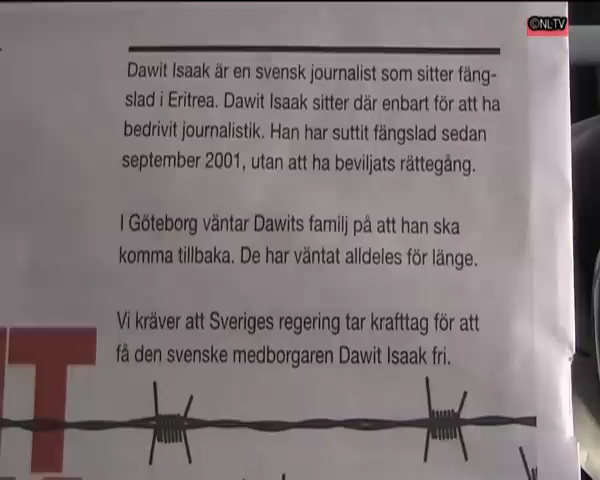 ©NLTV
Dawit Isaak är en svensk journalist som sitter fäng-
slad i Eritrea. Dawit Isaak sitter där enbart för att ha
bedrivit journalistik. Han har suttit fängslad sedan
september 2001, utan att ha beviljats rättegång.
I Göteborg väntar Dawits familj på att han ska
komma tillbaka. De har väntat alldeles för länge.
Vi kräver att Sveriges regering tar krafttag för att
få den svenske medborgaren Dawit Isaak fri.
T